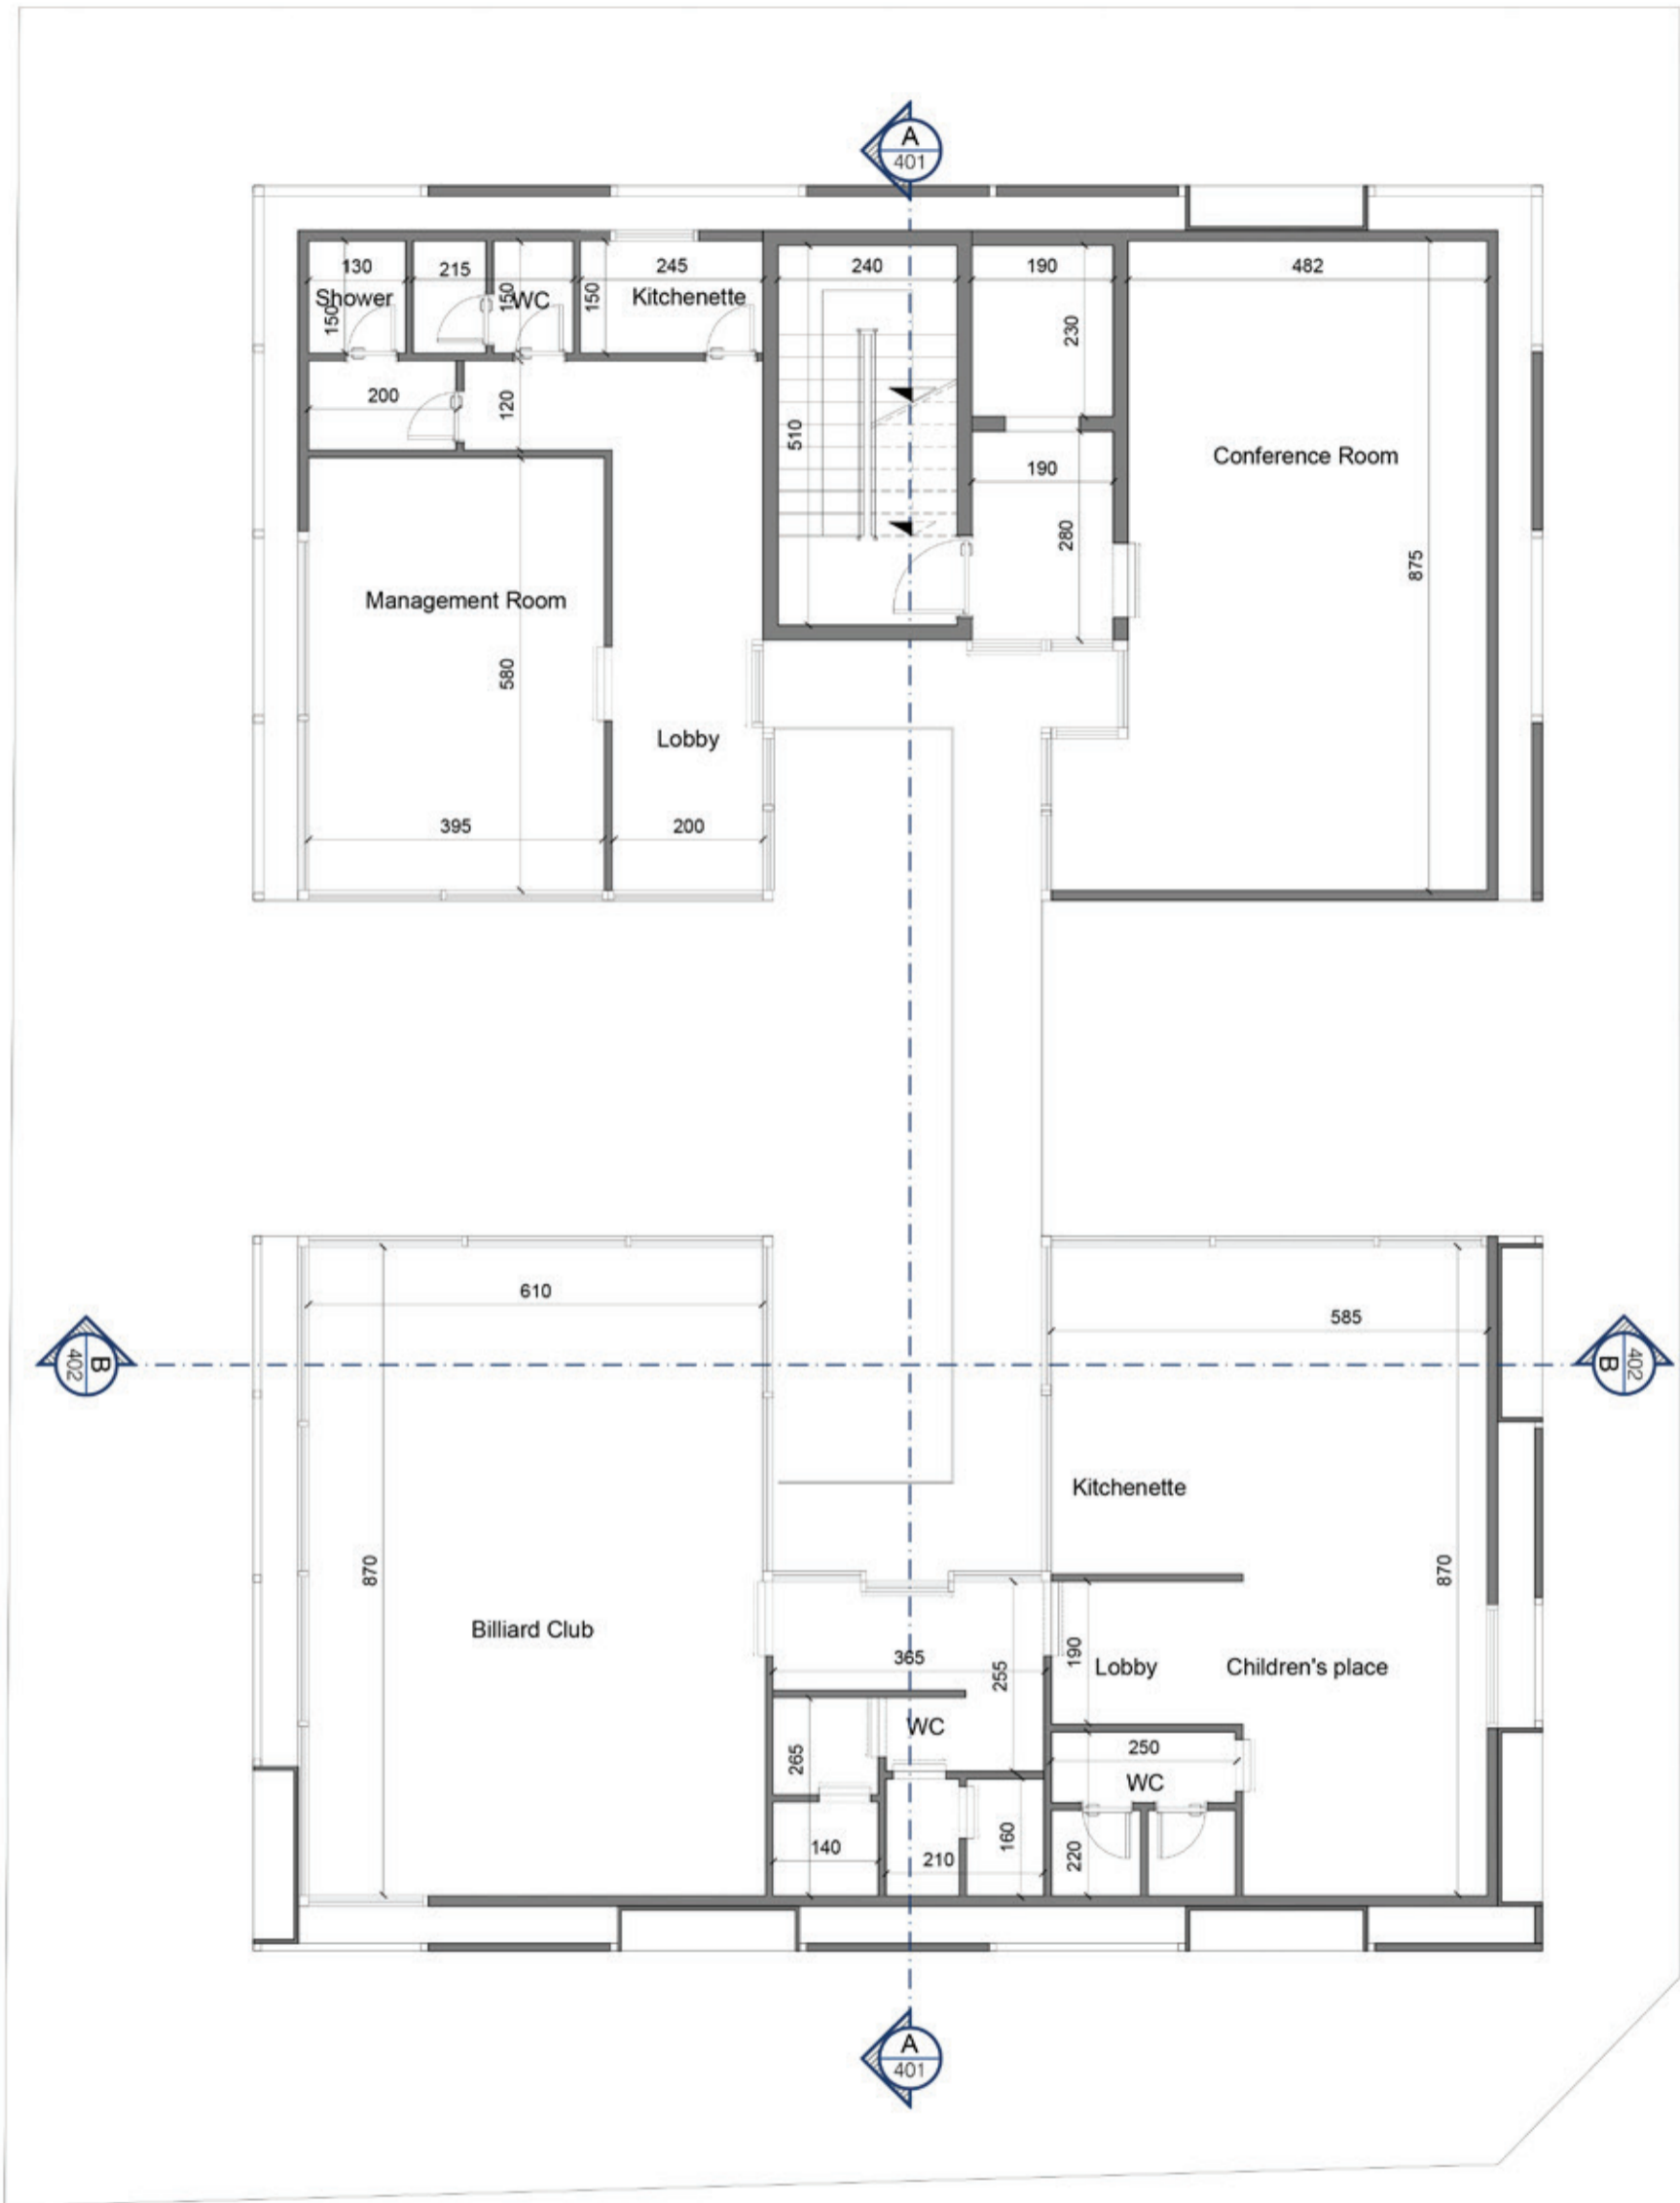 A
401
130
215
245
240
190
482
Shower
150
150
WC
150
Kitchenette
230
200
120
510
190
Conference Room
280
875
Management Room
580
Lobby
395
200
610
585
B
402
B
402
Kitchenette
870
870
Billiard Club
365
255
190
Lobby
Children's place
WC
265
250
WC
140
210
160
220
A
401